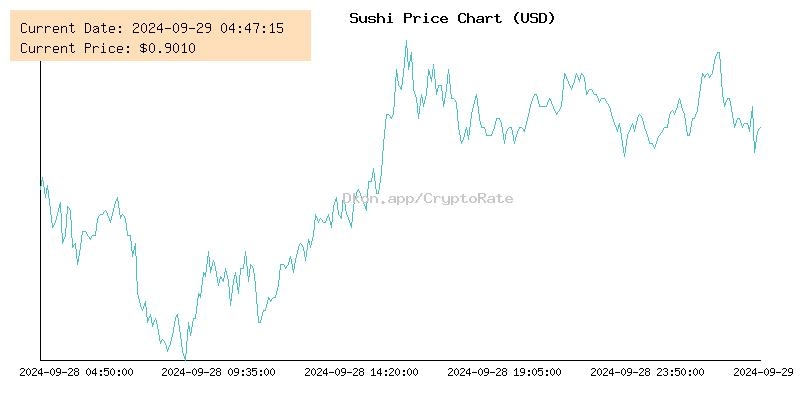 Sushi Price Chart (USD)
Current Date: 2024-09-29 04:47:15
Current Price: $0.9010
Dkon.app/CryptoRate
2024-09-28 04:50:00 2024-09-28 09:35:00 2024-09-28 14:20:00 2024-09-28 19:05:00 2024-09-28 23:50:00 2024-09-29